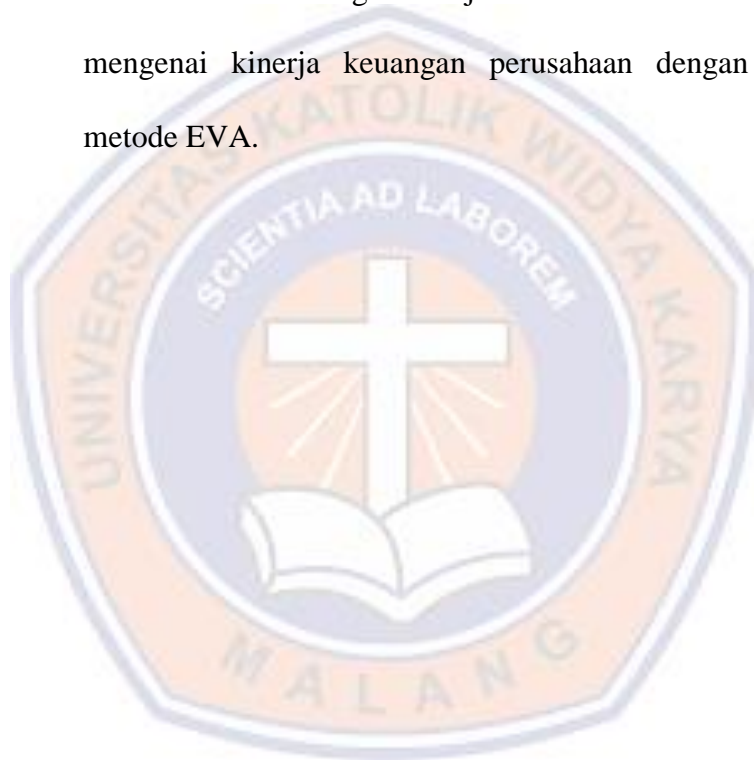 mengenai kinerja keuangan perusahaan dengan
metode EVA.
UNIVERSITAS KATOLIK WIDYA KARYA
SCIENTIA AD LABOREM
MALANG